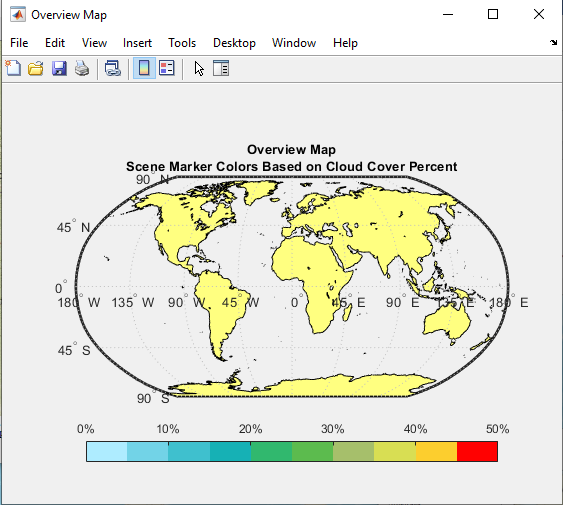 Overview Map
File Edit View Insert Tools Desktop Window Help
Overview Map
Scene Marker Colors Based on Cloud Cover Percent
90° N
45° N
0°
180° W 135° W 90° W 45° W 0° 45° E 90° E 135° E 180° E
45° S
90° S
0% 10% 20% 30% 40% 50%